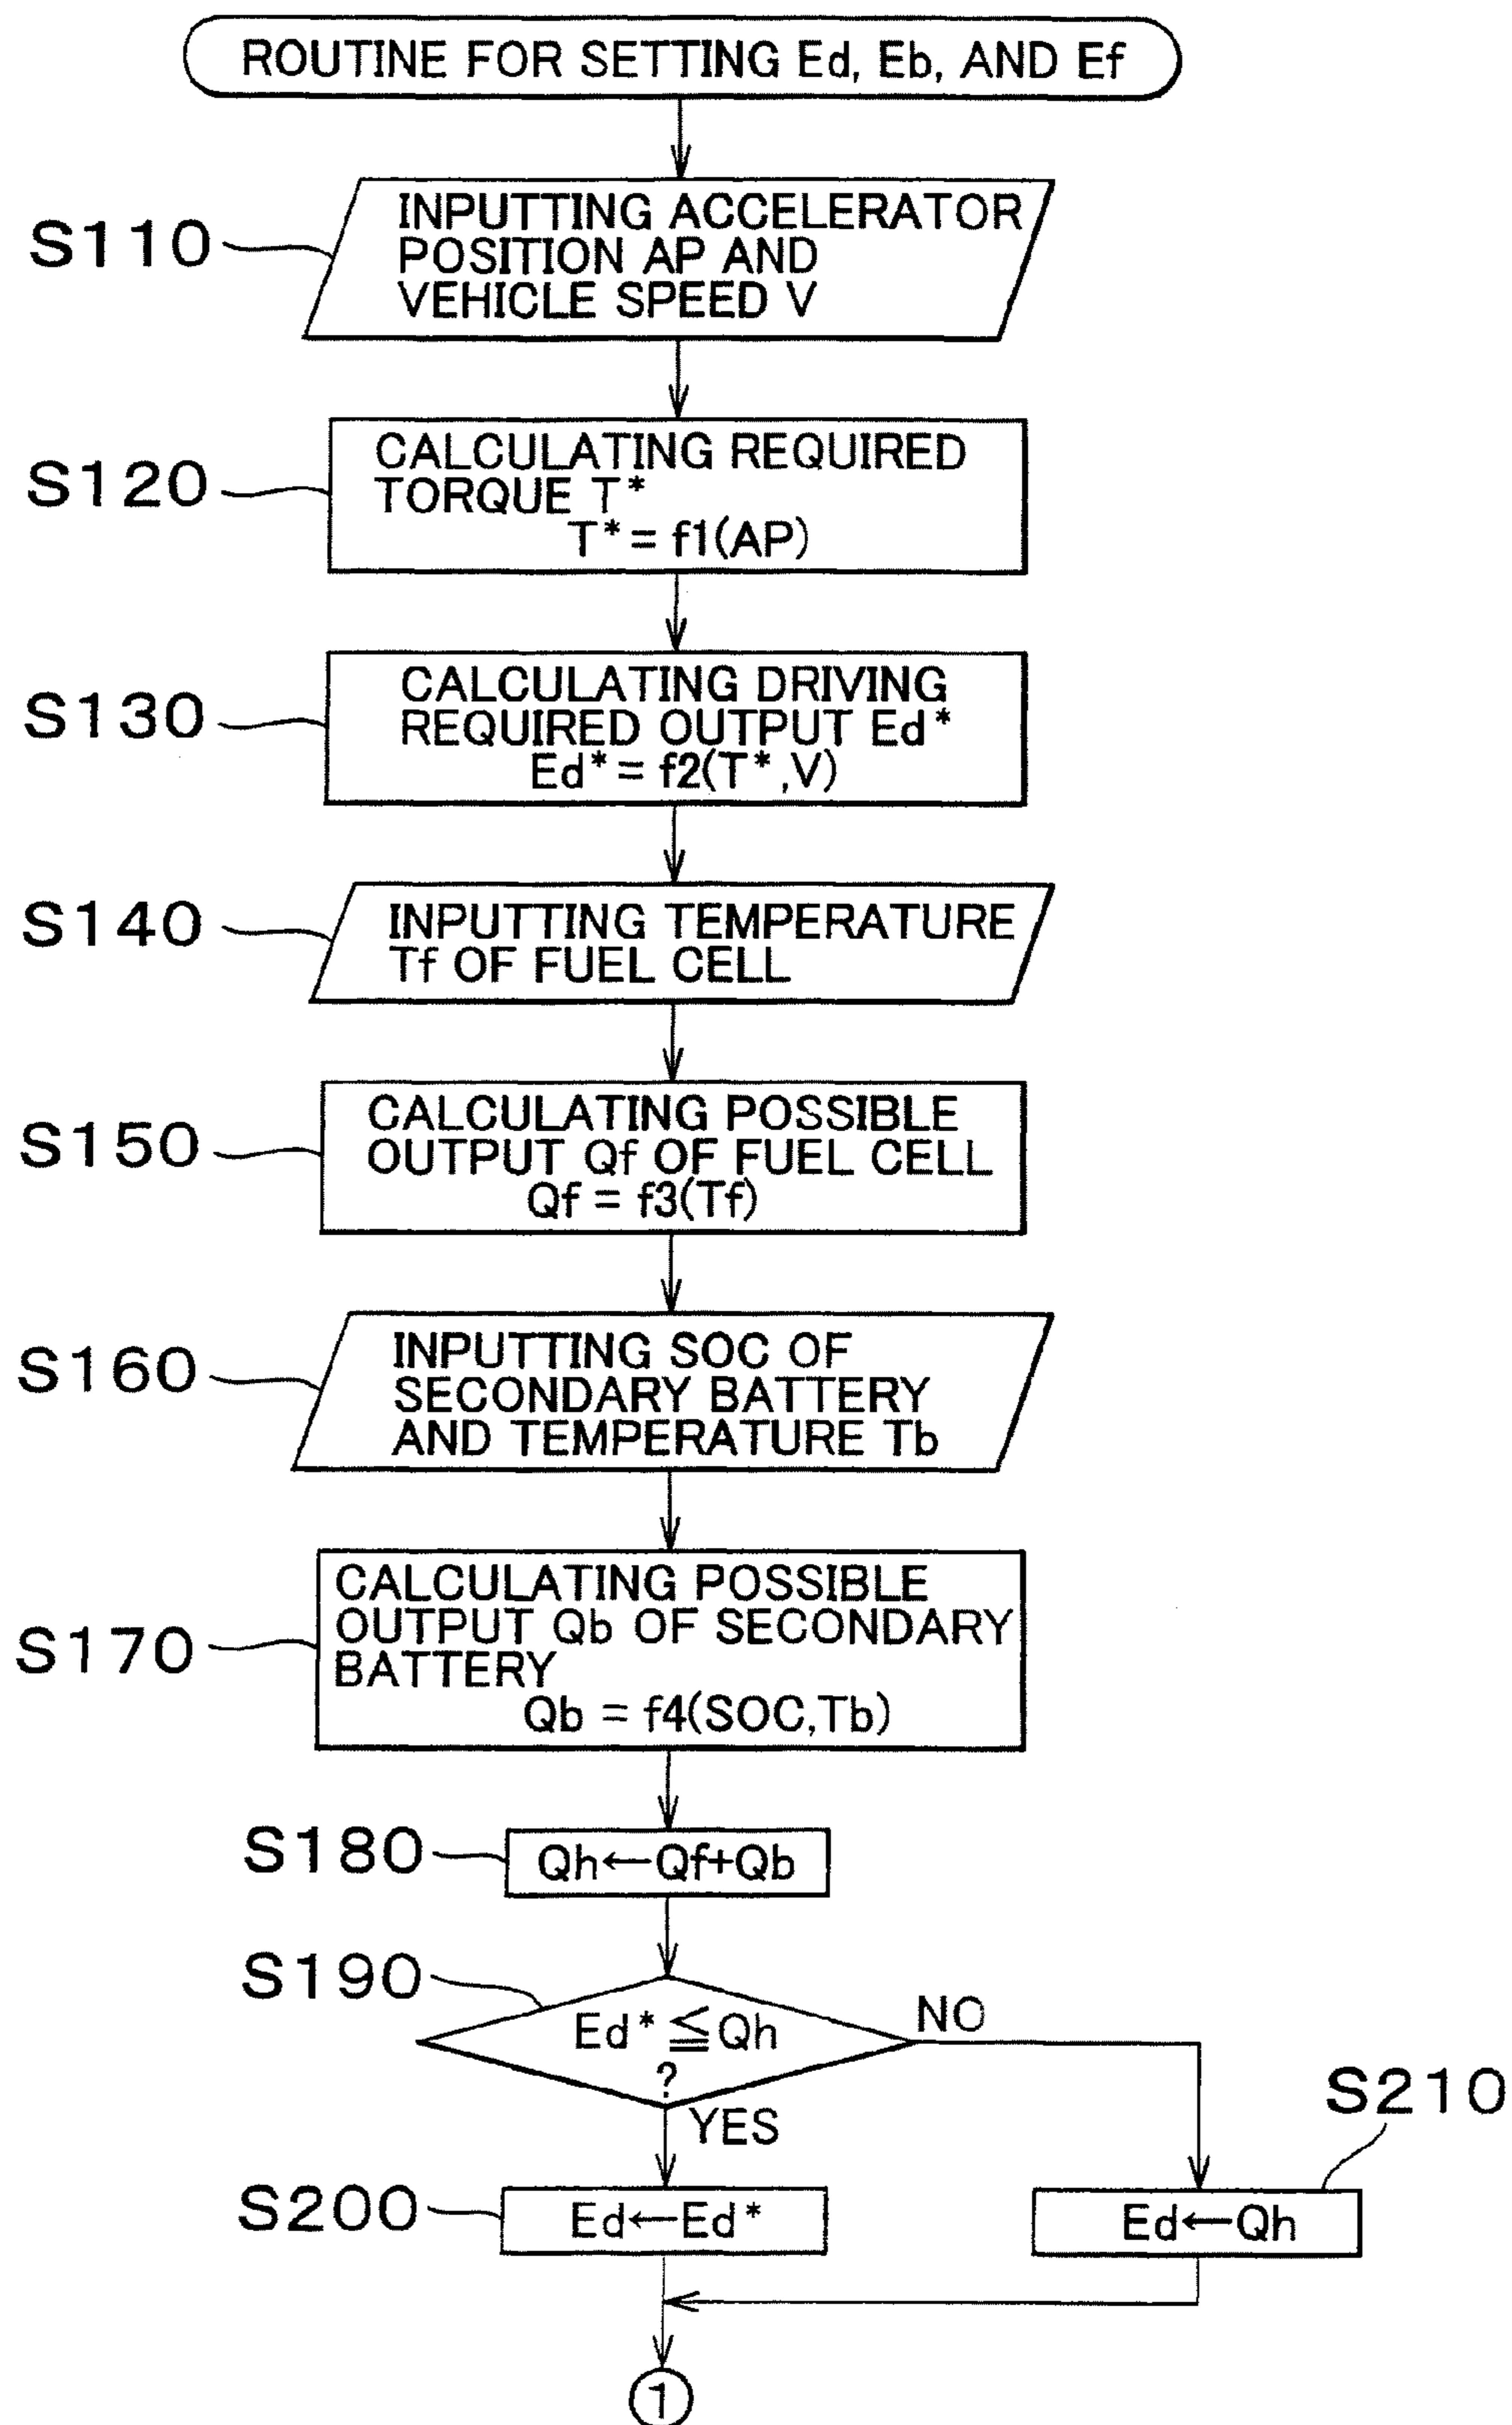 ROUTINE FOR SETTING Ed, Eb, AND Ef
S110
INPUTTING ACCELERATOR
POSITION AP AND
VEHICLE SPEED V
S120
CALCULATING REQUIRED
TORQUE T*
T* = f1(AP)
S130
CALCULATING DRIVING
REQUIRED OUTPUT Ed*
Ed* = f2(T*,V)
S140
INPUTTING TEMPERATURE
Tf OF FUEL CELL
S150
CALCULATING POSSIBLE
OUTPUT Qf OF FUEL CELL
Qf = f3(Tf)
S160
INPUTTING SOC OF
SECONDARY BATTERY
AND TEMPERATURE Tb
S170
CALCULATING POSSIBLE
OUTPUT Qb OF SECONDARY
BATTERY
Qb = f4(SOC,Tb)
S180
Qh←Qf+Qb
S190
Ed* ≦ Qh
?
NO
YES
S210
S200
Ed←Ed*
Ed←Qh
1